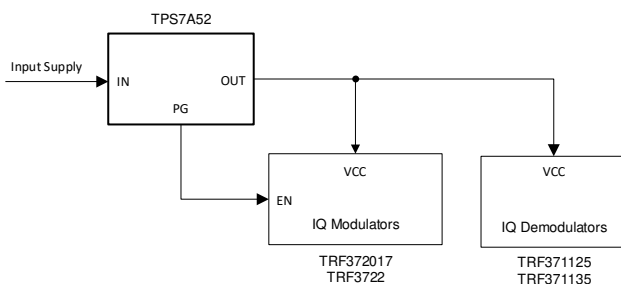 TPS7A52
Input Supply
IN
OUT
PG
VCC
EN
IQ Modulators
TRF372017
TRF3722
VCC
IQ Demodulators
TRF371125
TRF371135